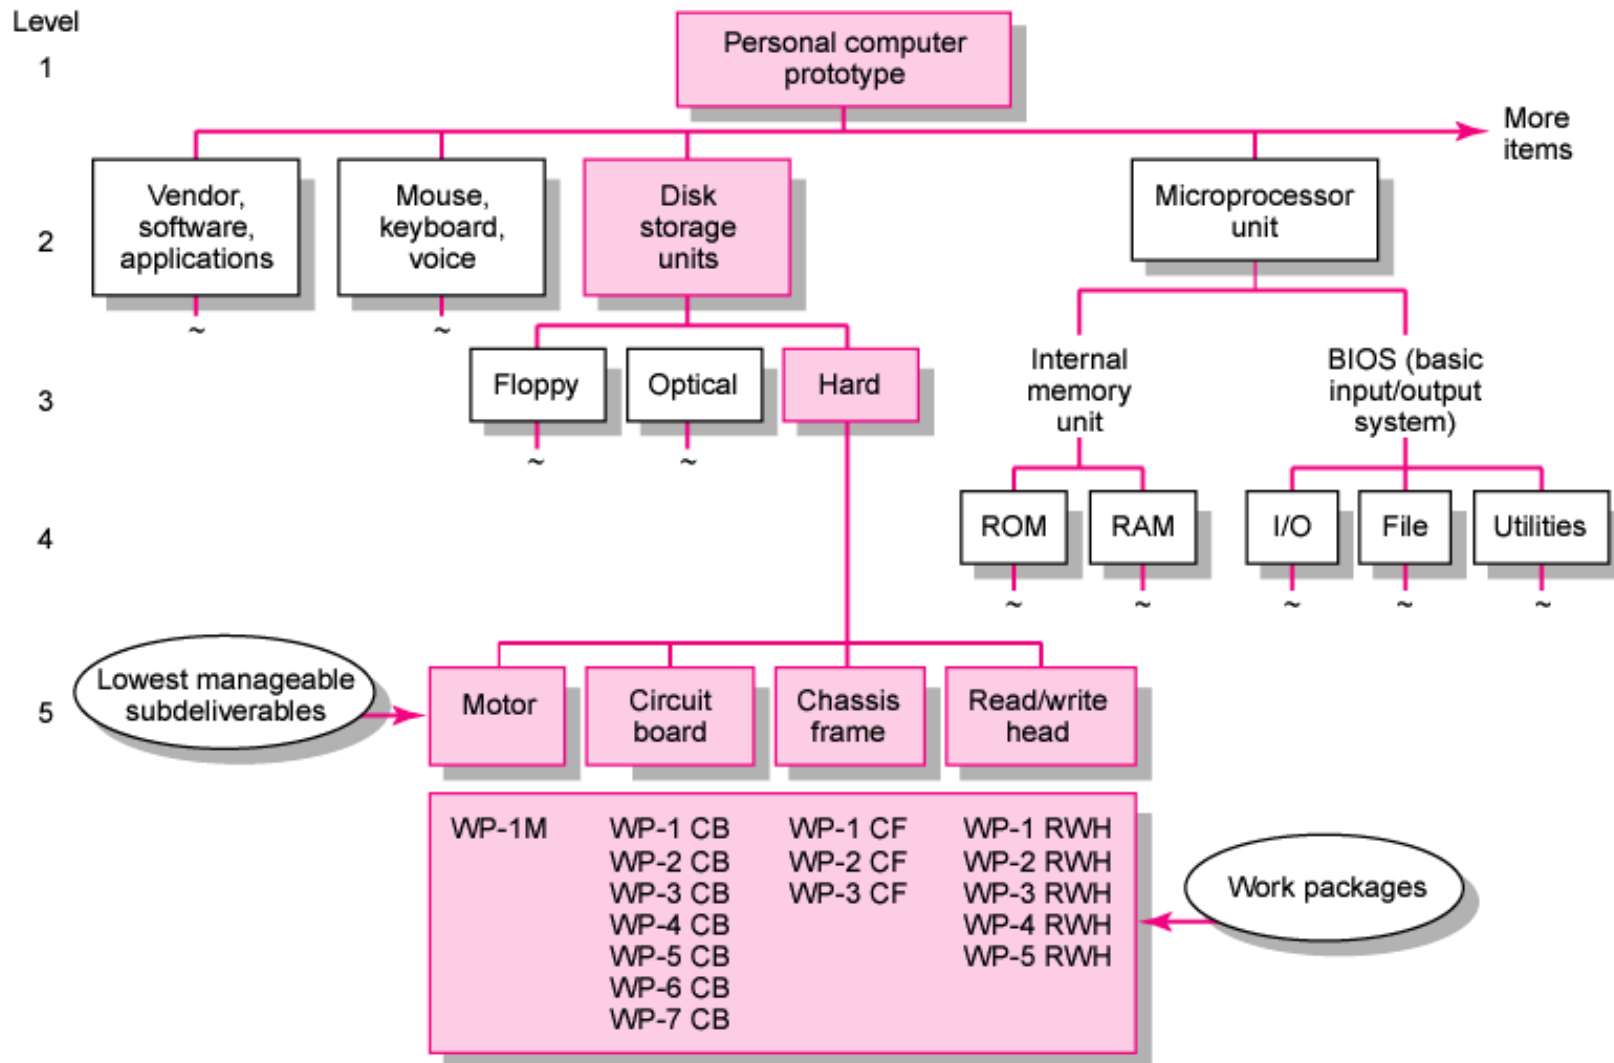 Level
1
Personal computer
prototype
More
items
2
Vendor,
software,
applications
Mouse,
keyboard,
voice
Disk
storage
units
Microprocessor
unit
~
~
3
Floppy
Optical
Hard
Internal
memory
unit
BIOS (basic
input/output
system)
~
~
4
ROM
RAM
I/O
File
Utilities
~
~
~
~
~
Lowest manageable
subdeliverables
5
Motor
Circuit
board
Chassis
frame
Read/write
head
WP-1M
WP-1 CB
WP-2 CB
WP-3 CB
WP-4 CB
WP-5 CB
WP-6 CB
WP-7 CB
WP-1 CF
WP-2 CF
WP-3 CF
WP-1 RWH
WP-2 RWH
WP-3 RWH
WP-4 RWH
WP-5 RWH
Work packages